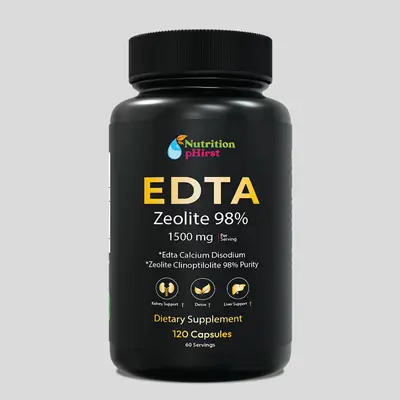 Nutrition
pHirst
EDTA
Zeolite 98%
1500 mg | Per Serving
*Edta Calcium Disodium
*Zeolite Clinoptilolite 98% Purity
Kidney Support ↑ Detox ↑ Liver Support ↑
Dietary Supplement
120 Capsules
60 Servings